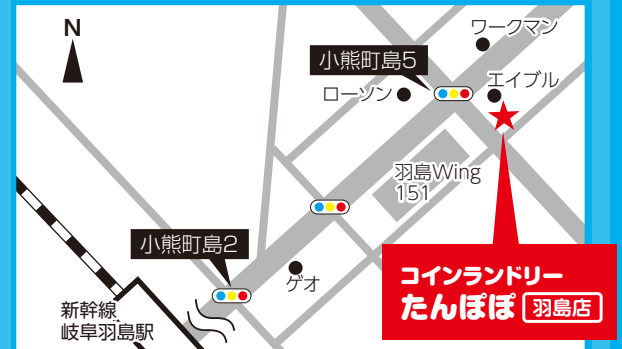 N
ワークマン
小熊町島5
エイブル
ローソン
羽島Wing
151
小熊町島2
ゲオ
新幹線
岐阜羽島駅
コインランドリー
たんぽぽ 羽島店